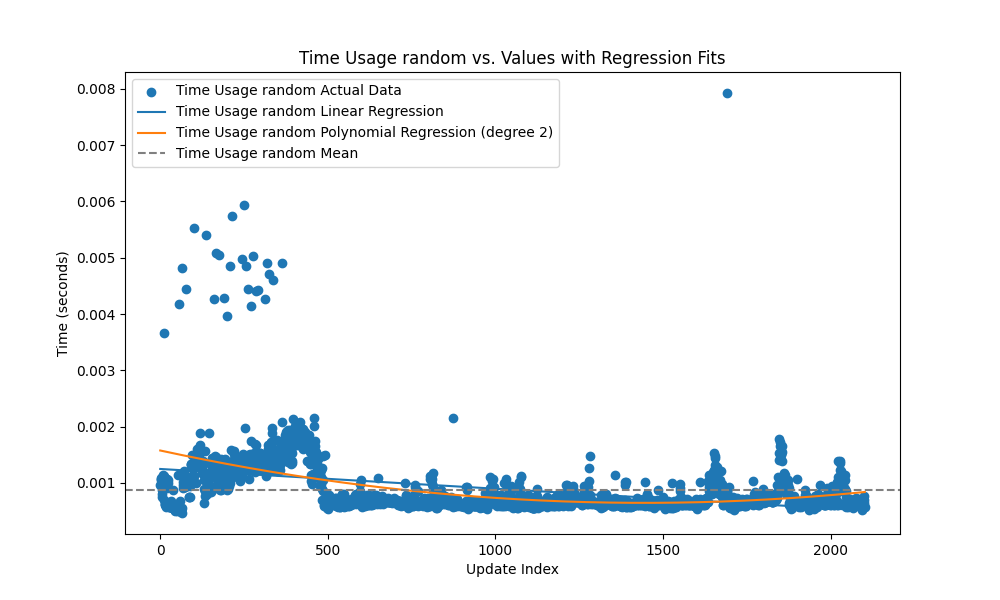 Time Usage random vs. Values with Regression Fits
Time Usage random Actual Data
Time Usage random Linear Regression
Time Usage random Polynomial Regression (degree 2)
Time Usage random Mean
0.008
0.007
0.006
0.005
0.004
0.003
0.002
0.001
Time (seconds)
0
500
1000
1500
2000
Update Index